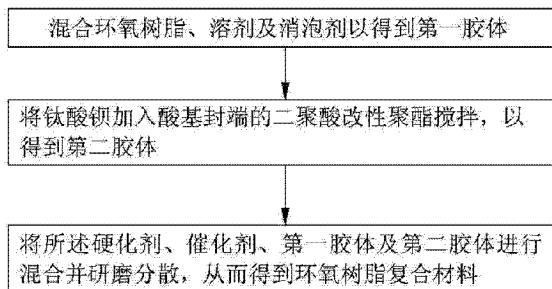 混合环氧树脂、溶剂及消泡剂以得到第一胶体
将钛酸钡加入酸基封端的二聚酸改性聚酯搅拌，以
得到第二胶体
将所述硬化剂、催化剂、第一胶体及第二胶体进行
混合并研磨分散，从而得到环氧树脂复合材料